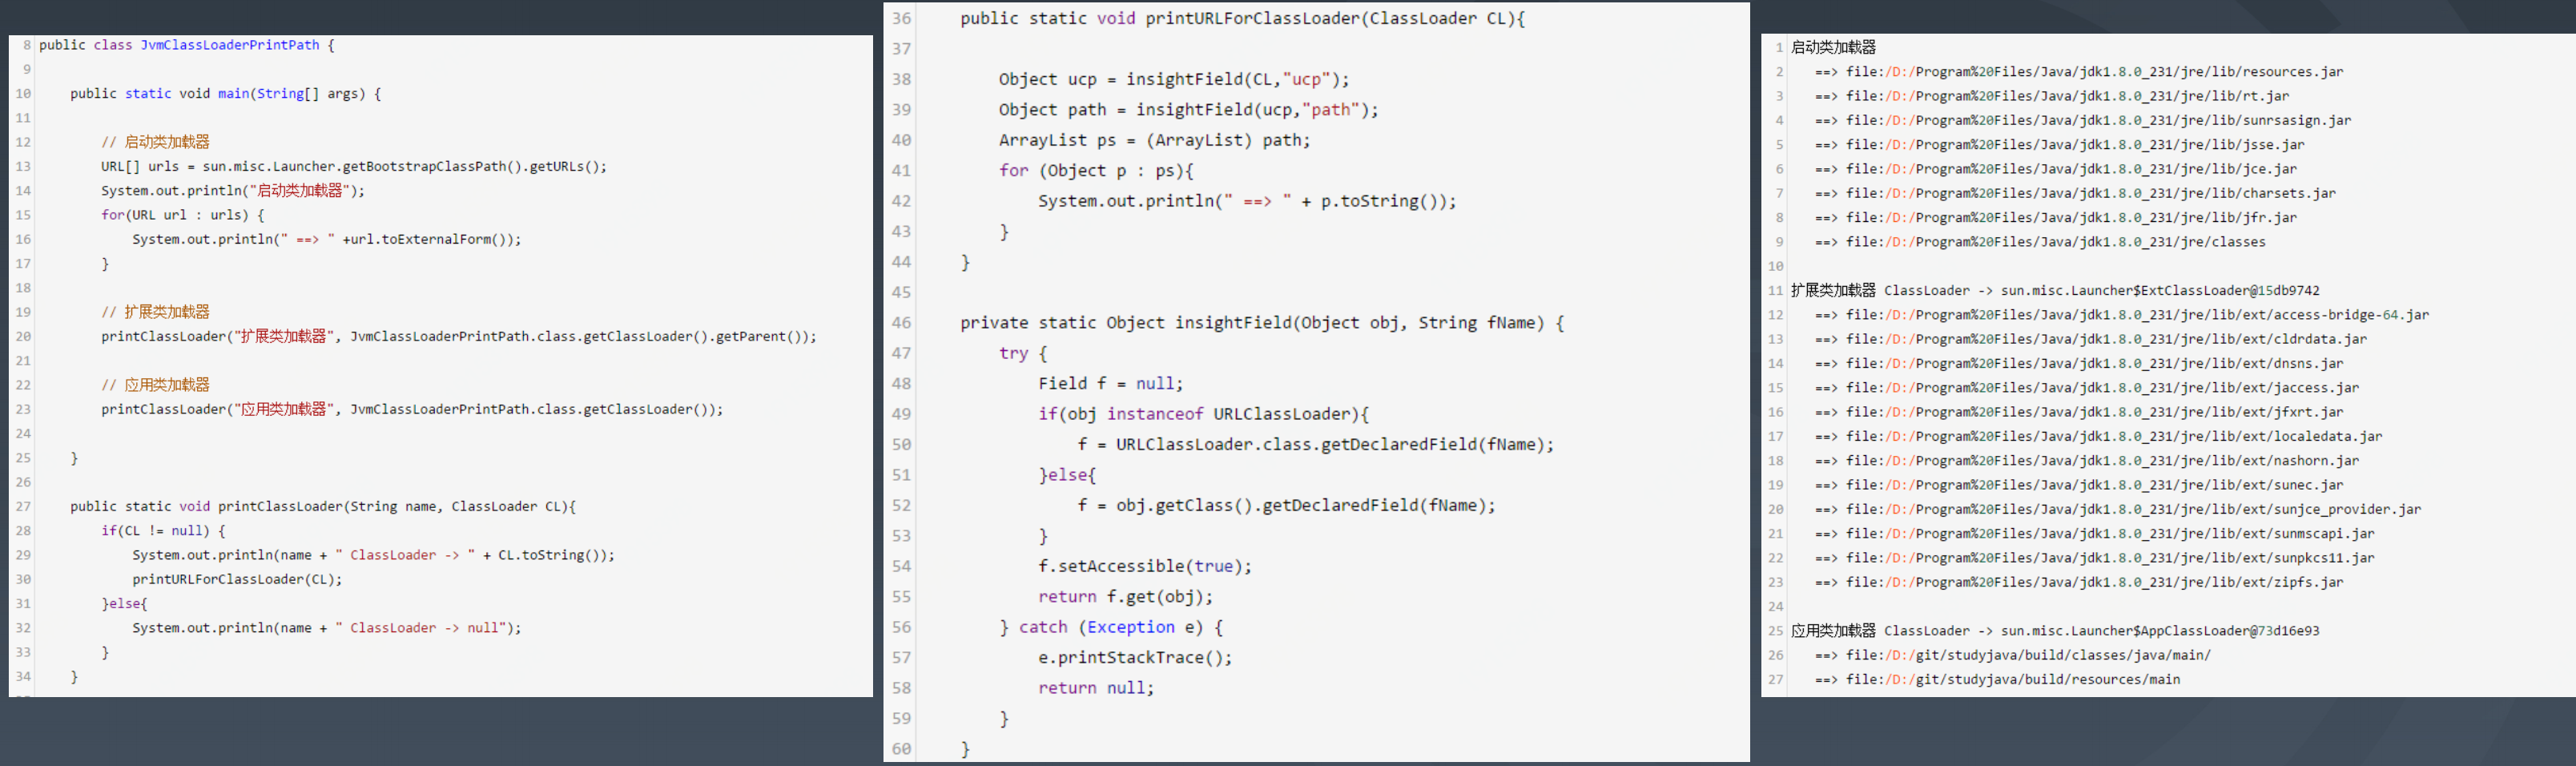 8 public class JvmClassLoaderPrintPath {
9
10 public static void main(String[] args) {
11
12 // 启动类加载器
13 URL[] urls = sun.misc.Launcher.getBootstrapClassPath().getURLs();
14 System.out.println("启动类加载器");
15 for(URL url : urls) {
16 System.out.println(" ==> " +url.toExternalForm());
17 }
18
19 // 扩展类加载器
20 printClassLoader("扩展类加载器", JvmClassLoaderPrintPath.class.getClassLoader().getParent());
21
22 // 应用类加载器
23 printClassLoader("应用类加载器", JvmClassLoaderPrintPath.class.getClassLoader());
24
25 }
26
27 public static void printClassLoader(String name, ClassLoader CL){
28 if(CL != null) {
29 System.out.println(name + " ClassLoader -> " + CL.toString());
30 printURLForClassLoader(CL);
31 }else{
32 System.out.println(name + " ClassLoader -> null");
33 }
34 }
36 public static void printURLForClassLoader(ClassLoader CL){
37
38 Object ucp = insightField(CL,"ucp");
39 Object path = insightField(ucp,"path");
40 ArrayList ps = (ArrayList) path;
41 for (Object p : ps){
42 System.out.println(" ==> " + p.toString());
43 }
44 }
45
46 private static Object insightField(Object obj, String fName) {
47 try {
48 Field f = null;
49 if(obj instanceof URLClassLoader){
50 f = URLClassLoader.class.getDeclaredField(fName);
51 }else{
52 f = obj.getClass().getDeclaredField(fName);
53 }
54 f.setAccessible(true);
55 return f.get(obj);
56 } catch (Exception e) {
57 e.printStackTrace();
58 return null;
59 }
60 }
1 启动类加载器
2 ==> file:/D:/Program%20Files/Java/jdk1.8.0_231/jre/lib/resources.jar
3 ==> file:/D:/Program%20Files/Java/jdk1.8.0_231/jre/lib/rt.jar
4 ==> file:/D:/Program%20Files/Java/jdk1.8.0_231/jre/lib/sunrsasign.jar
5 ==> file:/D:/Program%20Files/Java/jdk1.8.0_231/jre/lib/jsse.jar
6 ==> file:/D:/Program%20Files/Java/jdk1.8.0_231/jre/lib/jce.jar
7 ==> file:/D:/Program%20Files/Java/jdk1.8.0_231/jre/lib/charsets.jar
8 ==> file:/D:/Program%20Files/Java/jdk1.8.0_231/jre/lib/jfr.jar
9 ==> file:/D:/Program%20Files/Java/jdk1.8.0_231/jre/classes
10
11 扩展类加载器 ClassLoader -> sun.misc.Launcher$ExtClassLoader@15db9742
12 ==> file:/D:/Program%20Files/Java/jdk1.8.0_231/jre/lib/ext/access-bridge-64.jar
13 ==> file:/D:/Program%20Files/Java/jdk1.8.0_231/jre/lib/ext/cldrdata.jar
14 ==> file:/D:/Program%20Files/Java/jdk1.8.0_231/jre/lib/ext/dnsns.jar
15 ==> file:/D:/Program%20Files/Java/jdk1.8.0_231/jre/lib/ext/jaccess.jar
16 ==> file:/D:/Program%20Files/Java/jdk1.8.0_231/jre/lib/ext/jfxrt.jar
17 ==> file:/D:/Program%20Files/Java/jdk1.8.0_231/jre/lib/ext/localedata.jar
18 ==> file:/D:/Program%20Files/Java/jdk1.8.0_231/jre/lib/ext/nashorn.jar
19 ==> file:/D:/Program%20Files/Java/jdk1.8.0_231/jre/lib/ext/sunec.jar
20 ==> file:/D:/Program%20Files/Java/jdk1.8.0_231/jre/lib/ext/sunjce_provider.jar
21 ==> file:/D:/Program%20Files/Java/jdk1.8.0_231/jre/lib/ext/sunmscapi.jar
22 ==> file:/D:/Program%20Files/Java/jdk1.8.0_231/jre/lib/ext/sunpkcs11.jar
23 ==> file:/D:/Program%20Files/Java/jdk1.8.0_231/jre/lib/ext/zipfs.jar
24
25 应用类加载器 ClassLoader -> sun.misc.Launcher$AppClassLoader@73d16e93
26 ==> file:/D:/git/studyjava/build/classes/java/main/
27 ==> file:/D:/git/studyjava/build/resources/main